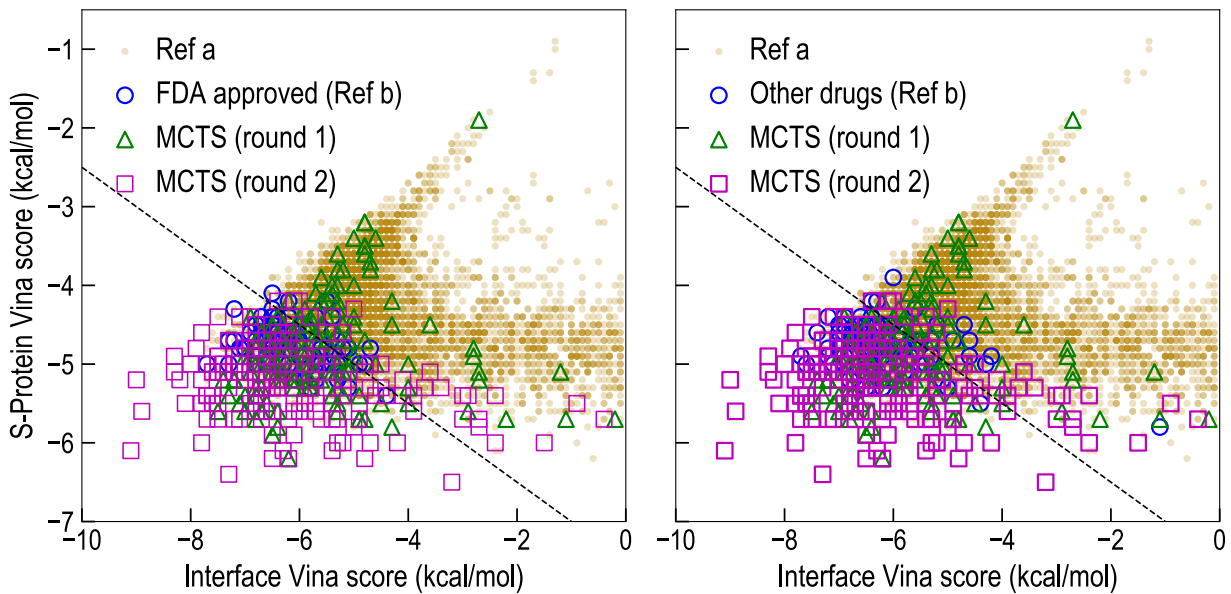 S-Protein Vina score (kcal/mol)
−1
−2
−3
−4
−5
−6
−7
Ref a
FDA approved (Ref b)
MCTS (round 1)
MCTS (round 2)
−10
−8
−6
−4
−2
0
Interface Vina score (kcal/mol)
Ref a
Other drugs (Ref b)
MCTS (round 1)
MCTS (round 2)
−10
−8
−6
−4
−2
0
Interface Vina score (kcal/mol)